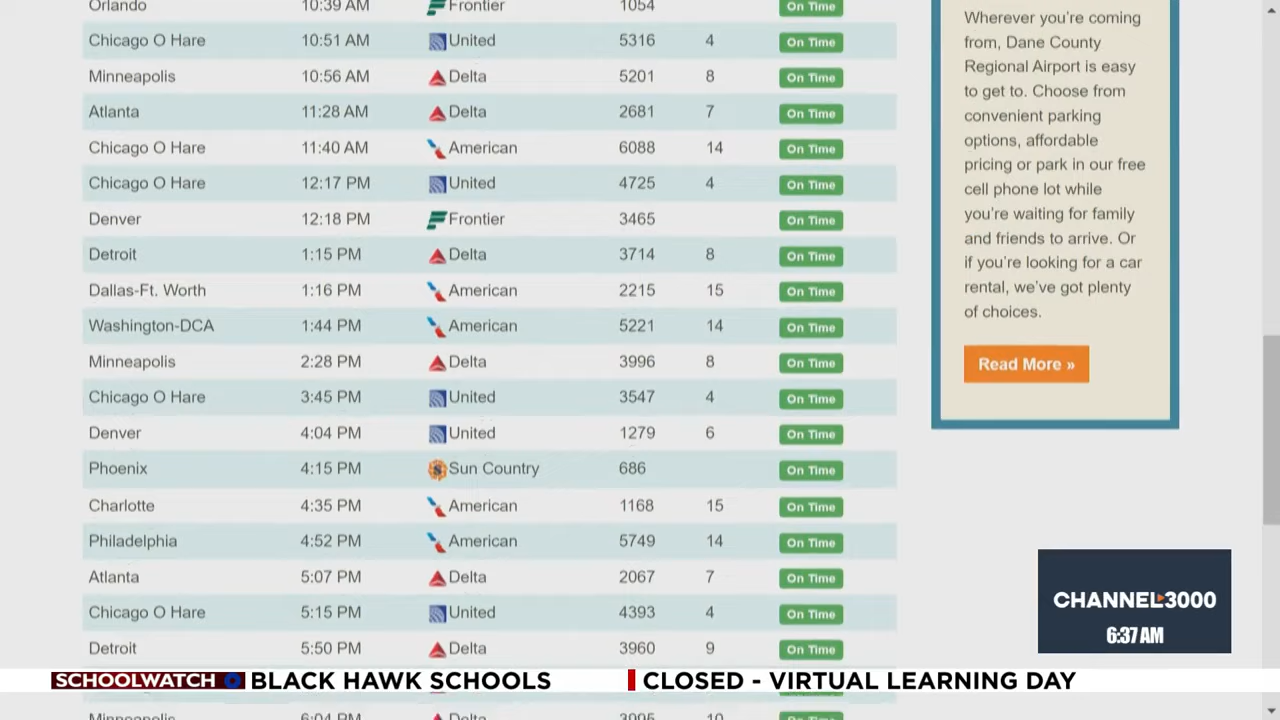 Orlando 10:39 AM Frontier 1054 On Time
Chicago O Hare 10:51 AM United 5316 4 On Time
Minneapolis 10:56 AM Delta 5201 8 On Time
Atlanta 11:28 AM Delta 2681 7 On Time
Chicago O Hare 11:40 AM American 6088 14 On Time
Chicago O Hare 12:17 PM United 4725 4 On Time
Denver 12:18 PM Frontier 3465 On Time
Detroit 1:15 PM Delta 3714 8 On Time
Dallas-Ft. Worth 1:16 PM American 2215 15 On Time
Washington-DCA 1:44 PM American 5221 14 On Time
Minneapolis 2:28 PM Delta 3996 8 On Time
Chicago O Hare 3:45 PM United 3547 4 On Time
Denver 4:04 PM United 1279 6 On Time
Phoenix 4:15 PM Sun Country 686 On Time
Charlotte 4:35 PM American 1168 15 On Time
Philadelphia 4:52 PM American 5749 14 On Time
Atlanta 5:07 PM Delta 2067 7 On Time
Chicago O Hare 5:15 PM United 4393 4 On Time
Detroit 5:50 PM Delta 3960 9 On Time
Minneapolis 6:04 PM Delta 3995 10
Wherever you're coming
from, Dane County
Regional Airport is easy
to get to. Choose from
convenient parking
options, affordable
pricing or park in our free
cell phone lot while
you're waiting for family
and friends to arrive. Or
if you're looking for a car
rental, we've got plenty
of choices.
Read More »
CHANNEL3000
6:37 AM
SCHOOLWATCH BLACK HAWK SCHOOLS CLOSED - VIRTUAL LEARNING DAY